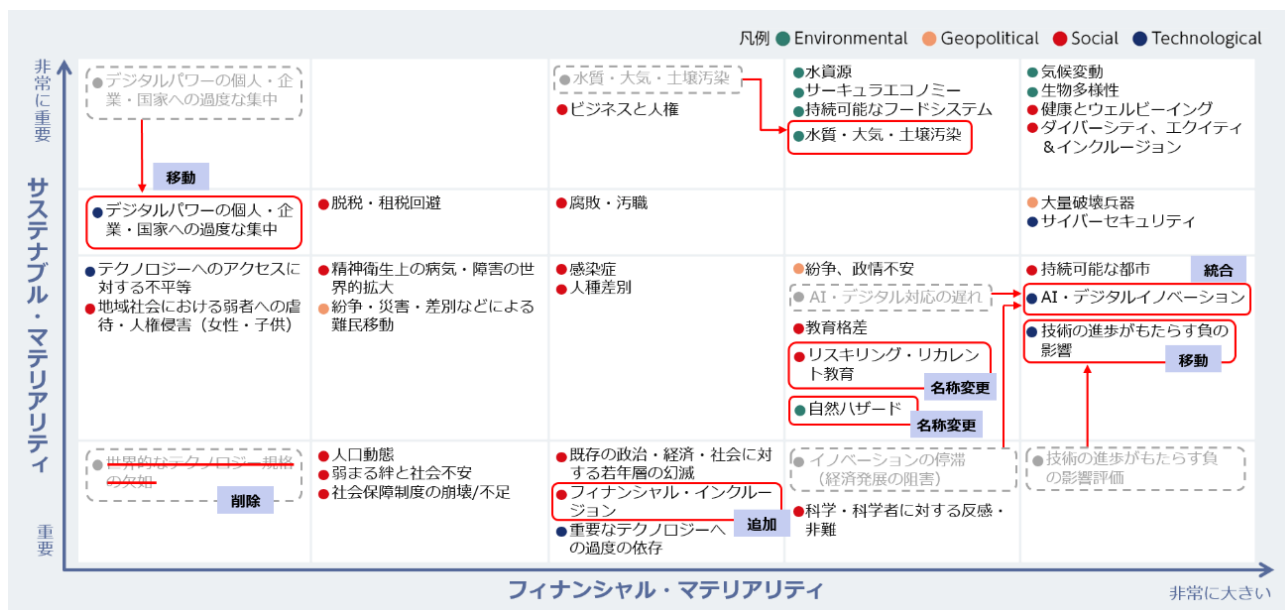 凡例 ●Environmental ●Geopolitical ●Social ●Technological
非常に重要
サステナブル・マテリアリティ
重要
●デジタルパワーの個人・企
業・国家への過度な集中
移動
●水質・大気・土壌汚染
●ビジネスと人権
●水資源
●サーキュラエコノミー
●持続可能なフードシステム
●水質・大気・土壌汚染
●気候変動
●生物多様性
●健康とウェルビーイング
●ダイバーシティ、エクイティ
&インクルージョン
●デジタルパワーの個人・企
業・国家への過度な集中
●脱税・租税回避
●腐敗・汚職
●大量破壊兵器
●サイバーセキュリティ
●テクノロジーへのアクセスに
対する不平等
●地域社会における弱者への虐
待・人権侵害（女性・子供）
●精神衛生上の病気・障害の世
界的拡大
●紛争・災害・差別などによる
難民移動
●感染症
●人種差別
●紛争、政情不安
●AI・デジタル対応の遅れ
●教育格差
●リスキリング・リカレン
ト教育
名称変更
●自然ハザード
名称変更
●持続可能な都市
統合
●AI・デジタルイノベーション
●技術の進歩がもたらす負の
影響
移動
●世界的なテクノロジー規格
の欠如
削除
●人口動態
●弱まる絆と社会不安
●社会保障制度の崩壊/不足
●既存の政治・経済・社会に対
する若年層の幻滅
●フィナンシャル・インクルー
ジョン
追加
●重要なテクノロジーへ
の過度の依存
●イノベーションの停滞
（経済発展の阻害）
●科学・科学者に対する反感・
非難
●技術の進歩がもたらす負
の影響評価
フィナンシャル・マテリアリティ
非常に大きい